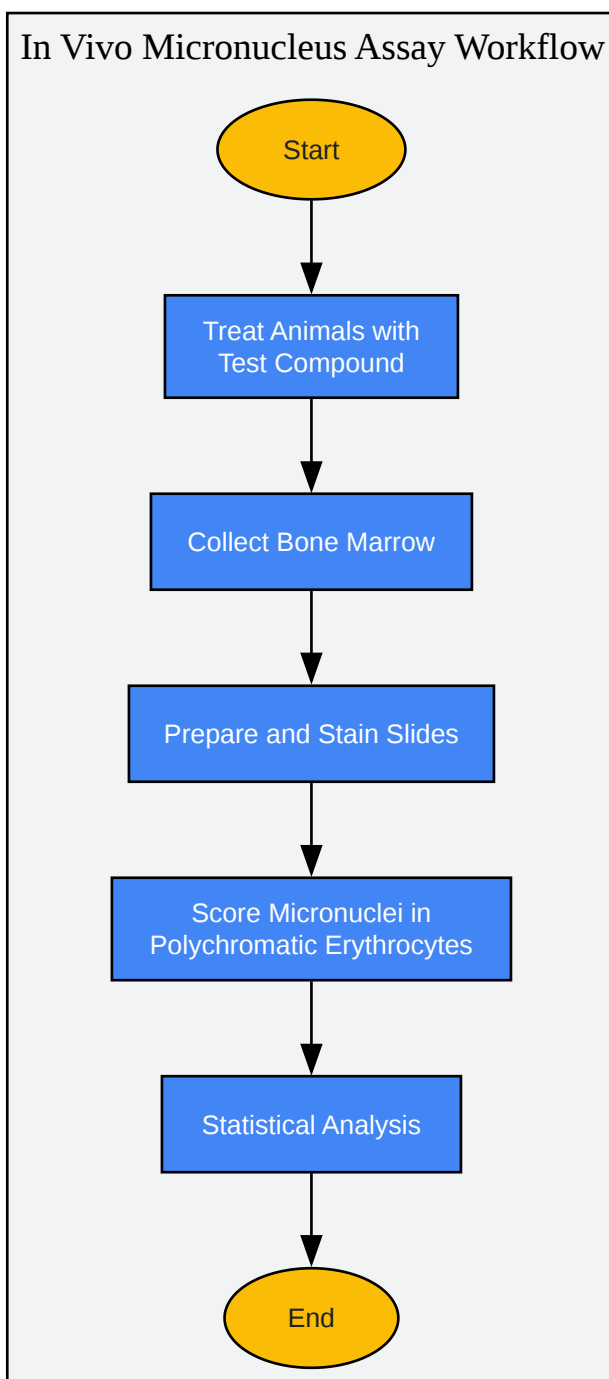 In Vivo Micronucleus Assay Workflow
Start
Treat Animals with
Test Compound
Collect Bone Marrow
Prepare and Stain Slides
Score Micronuclei in
Polychromatic Erythrocytes
Statistical Analysis
End